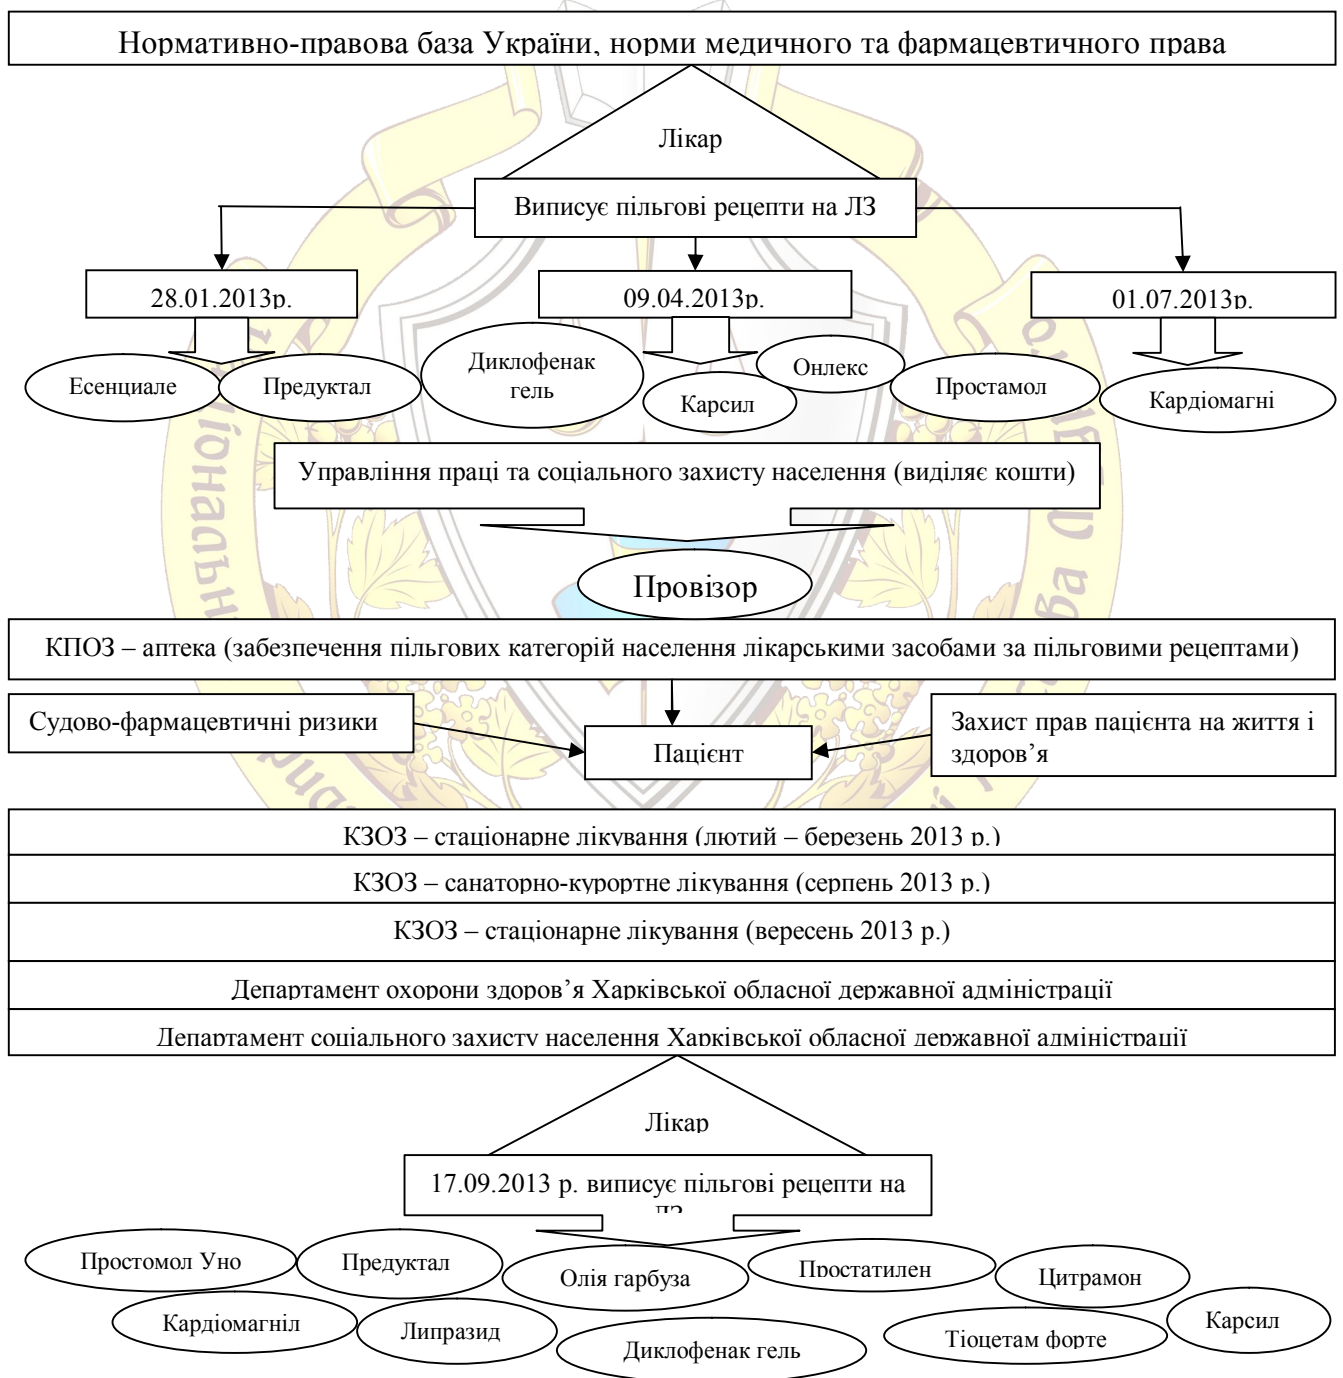 Нормативно-правова база України, норми медичного та фармацевтичного права
Лікар
Виписує пільгові рецепти на ЛЗ
28.01.2013р.
09.04.2013р.
01.07.2013р.
Есенциале
Предуктал
Диклофенак
гель
Карсил
Онлекс
Простамол
Кардіомагні
Управління праці та соціального захисту населення (виділяє кошти)
Провізор
КПОЗ – аптека (забезпечення пільгових категорій населення лікарськими засобами за пільговими рецептами)
Судово-фармацевтичні ризики
Пацієнт
Захист прав пацієнта на життя і
здоров’я
КЗОЗ – стаціонарне лікування (лютий – березень 2013 р.)
КЗОЗ – санаторно-курортне лікування (серпень 2013 р.)
КЗОЗ – стаціонарне лікування (вересень 2013 р.)
Департамент охорони здоров’я Харківської обласної державної адміністрації
Департамент соціального захисту населення Харківської обласної державної адміністрації
Лікар
17.09.2013 р. виписує пільгові рецепти на
ЛЗ
Простомол Уно
Предуктал
Олія гарбуза
Простатилен
Цитрамон
Кардіомагніл
Липразид
Диклофенак гель
Тіоцетам форте
Карсил